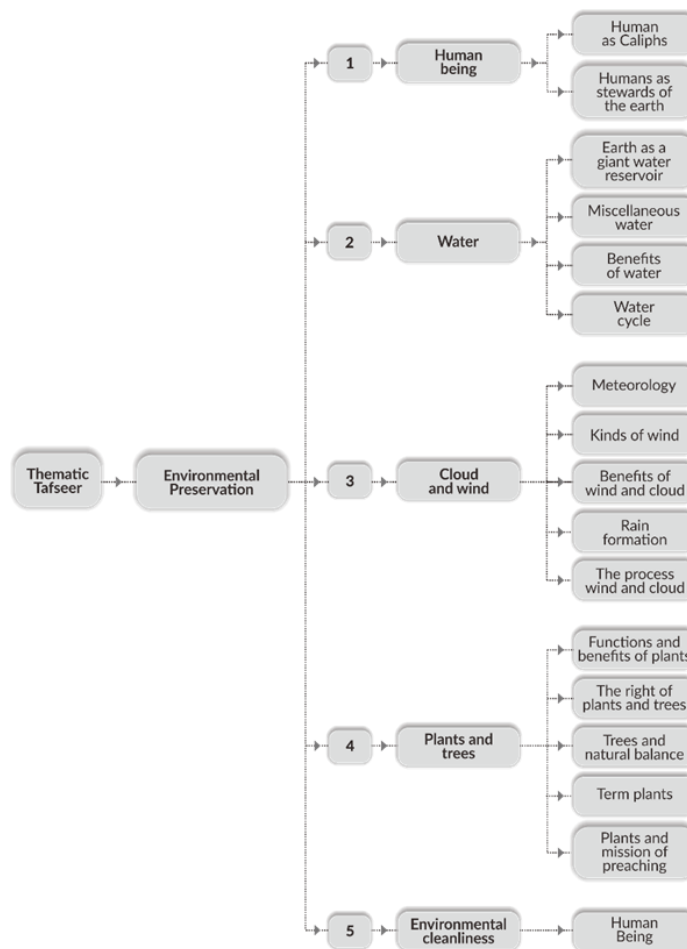 Thematic
Tafseer
Environmental
Preservation
1
Human
being
Human
as Caliphs
Humans as
stewards of
the earth
2
Water
Earth as a
giant water
reservoir
Miscellaneous
water
Benefits
of water
Water
cycle
3
Cloud
and wind
Meteorology
Kinds of wind
Benefits of
wind and cloud
Rain
formation
The process
wind and cloud
4
Plants and
trees
Functions and
benefits of plants
The right of
plants and trees
Trees and
natural balance
Term plants
Plants and
mission of
preaching
5
Environmental
cleanliness
Human
Being